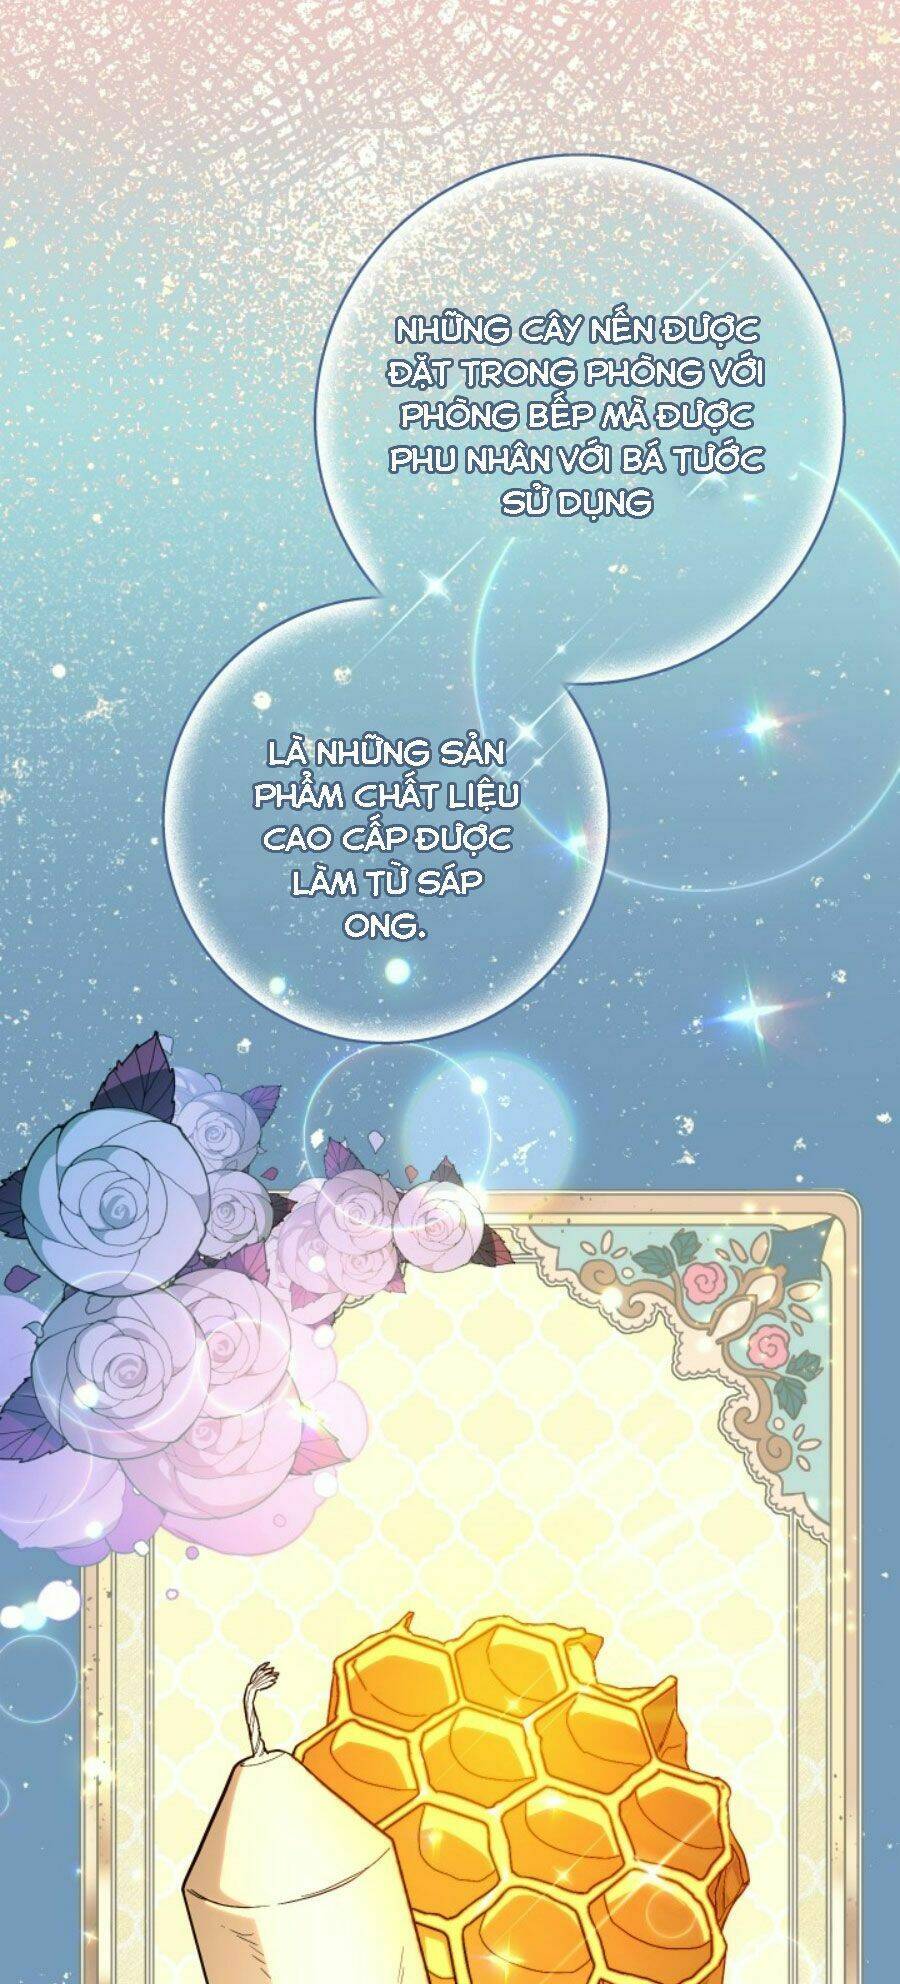 NHỮNG CÂY NẾN ĐƯỢC
ĐẶT TRONG PHÒNG VỚI
PHÒNG BẾP MÀ ĐƯỢC
PHU NHÂN VỚI BÁ TƯỚC
SỬ DỤNG
LÀ NHỮNG SẢN
PHẨM CHẤT LIỆU
CAO CẤP ĐƯỢC
LÀM TỪ SÁP
ONG.